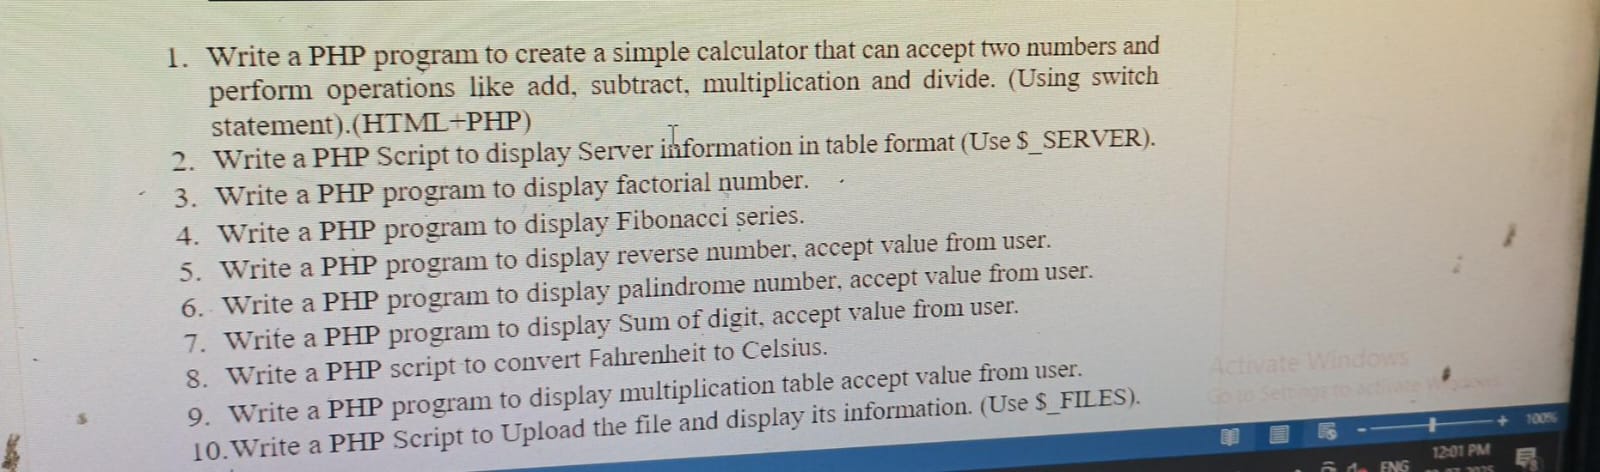 1. Write a PHP program to create a simple calculator that can accept two numbers and
perform operations like add, subtract, multiplication and divide. (Using switch
statement).(HTML+PHP)
2. Write a PHP Script to display Server information in table format (Use $_SERVER).
3. Write a PHP program to display factorial number.
4. Write a PHP program to display Fibonacci series.
5. Write a PHP program to display reverse number, accept value from user.
6. Write a PHP program to display palindrome number, accept value from user.
7. Write a PHP program to display Sum of digit, accept value from user.
8. Write a PHP script to convert Fahrenheit to Celsius.
9. Write a PHP program to display multiplication table accept value from user.
10.Write a PHP Script to Upload the file and display its information. (Use $_FILES).
Activate Windows
Go to Settings to activate Windows.
100%
12:01 PM
ENG